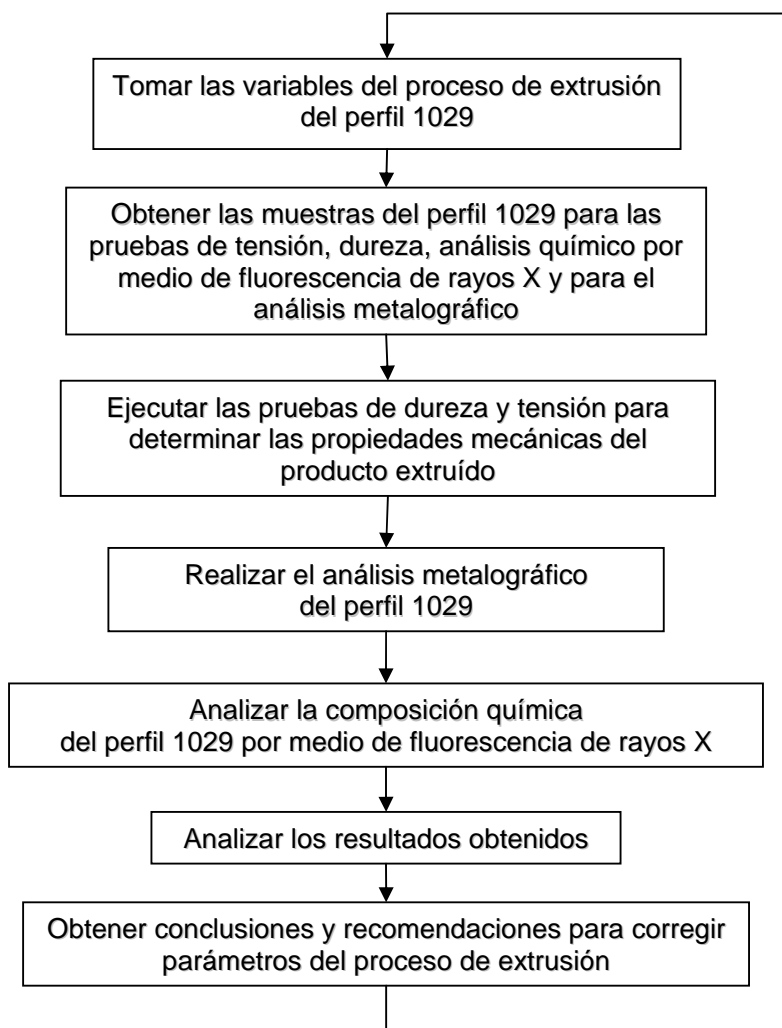 Tomar las variables del proceso de extrusión
del perfil 1029
Obtener las muestras del perfil 1029 para las
pruebas de tensión, dureza, análisis químico por
medio de fluorescencia de rayos X y para el
análisis metalográfico
Ejecutar las pruebas de dureza y tensión para
determinar las propiedades mecánicas del
producto extruído
Realizar el análisis metalográfico
del perfil 1029
Analizar la composición química
del perfil 1029 por medio de fluorescencia de rayos X
Analizar los resultados obtenidos
Obtener conclusiones y recomendaciones para corregir
parámetros del proceso de extrusión